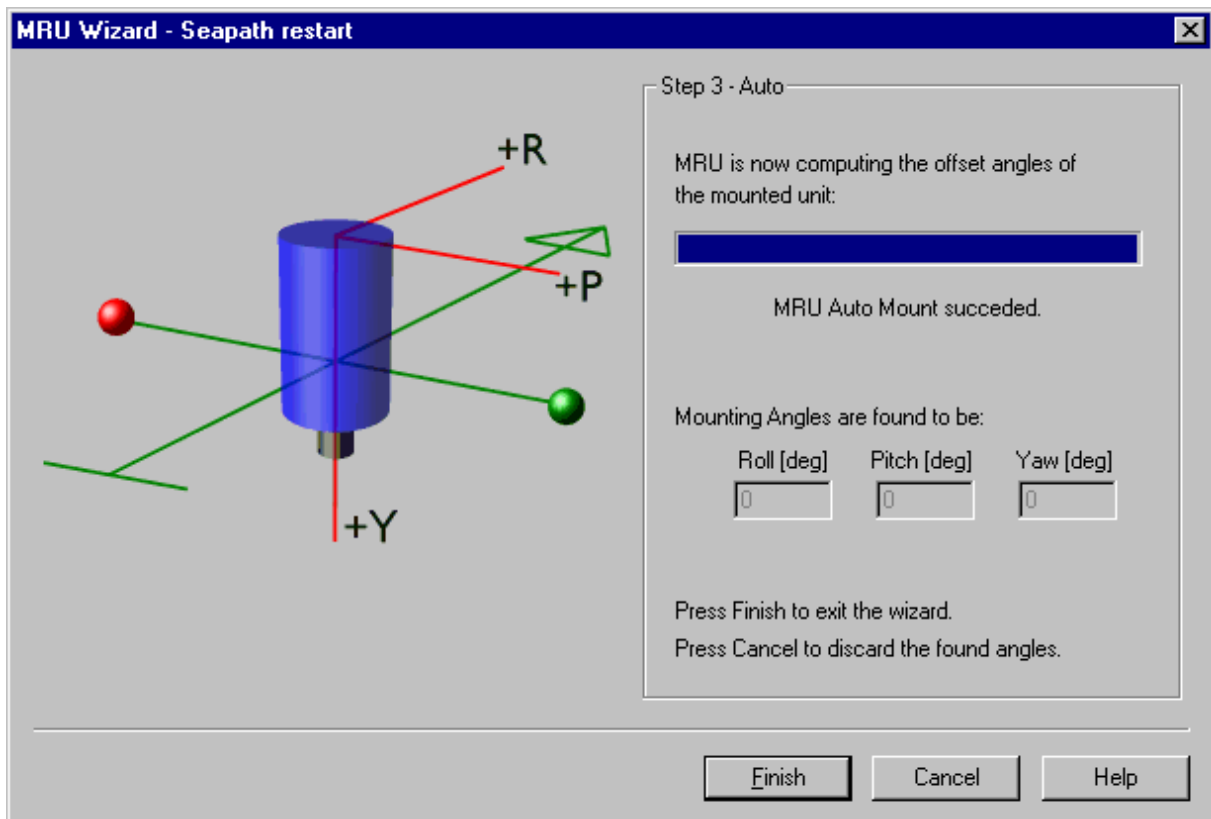 MRU Wizard - Seapath restart
+R
+P
+Y
Step 3 - Auto
MRU is now computing the offset angles of
the mounted unit:
MRU Auto Mount succeded.
Mounting Angles are found to be:
Roll [deg] Pitch [deg] Yaw [deg]
0 0 0
Press Finish to exit the wizard.
Press Cancel to discard the found angles.
Finish Cancel Help